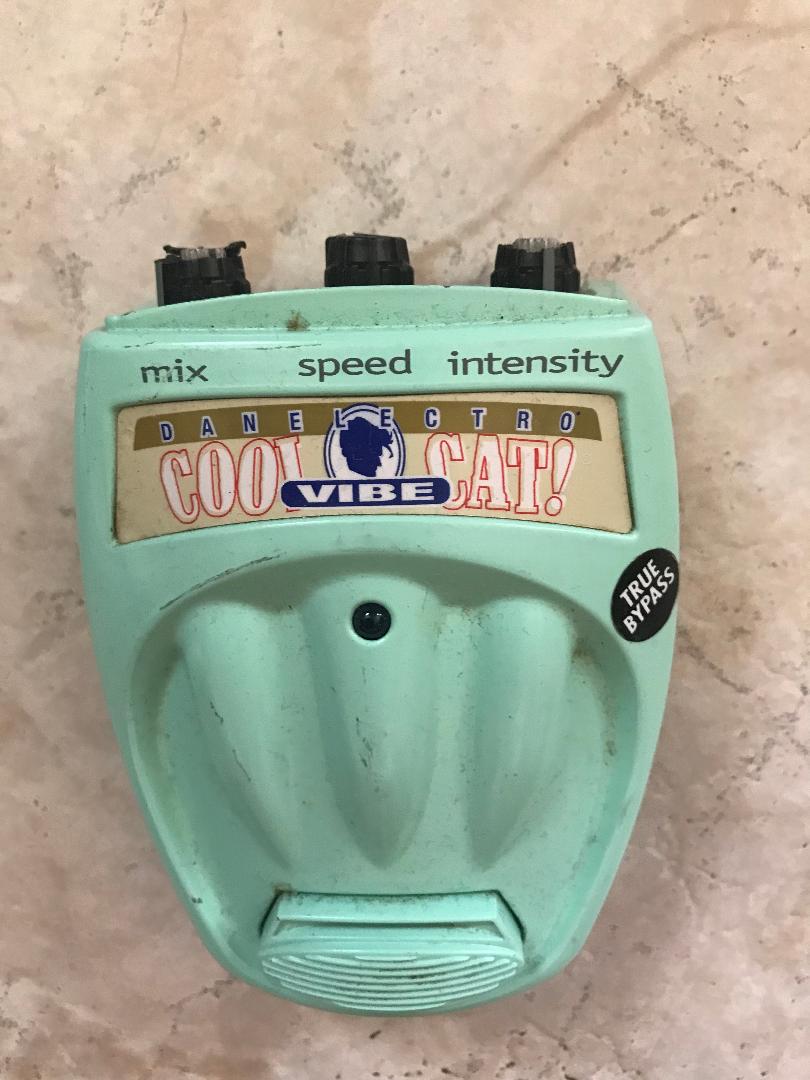 mix speed intensity
DANELECTRO
COOL CAT!
VIBE
TRUE
BYPASS